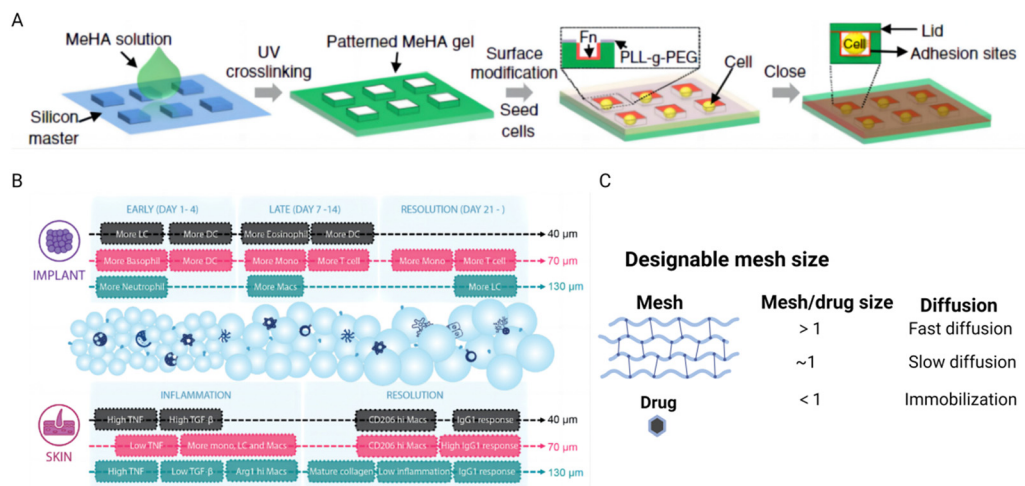 A
MeHA solution
Silicon
master
UV
crosslinking
Patterned MeHA gel
Surface
modification
Seed
cells
Fn
PLL-g-PEG
Cell
Close
Cell
Lid
Adhesion sites
B
EARLY (DAY 1- 4)
LATE (DAY 7 -14)
RESOLUTION (DAY 21 - )
More LC
More DC
More Eosinophil
More DC
40 µm
More Basophil
More DC
More Mono
More T cell
More Mono
More T cell
70 µm
More Neutrophil
More Macs
More LC
130 µm
IMPLANT
INFLAMMATION
RESOLUTION
High TNF
High TGF β
CD206 hi Macs
IgG1 response
40 µm
Low TNF
More mono, LC and Macs
CD206 hi Macs
High IgG1 response
70 µm
High TNF
Low TGF-β
Arg1 hi Macs
Mature collagen
Low inflammation
IgG1 response
130 µm
SKIN
C
Designable mesh size
Mesh
Mesh/drug size
Diffusion
> 1
Fast diffusion
~1
Slow diffusion
< 1
Immobilization
Drug